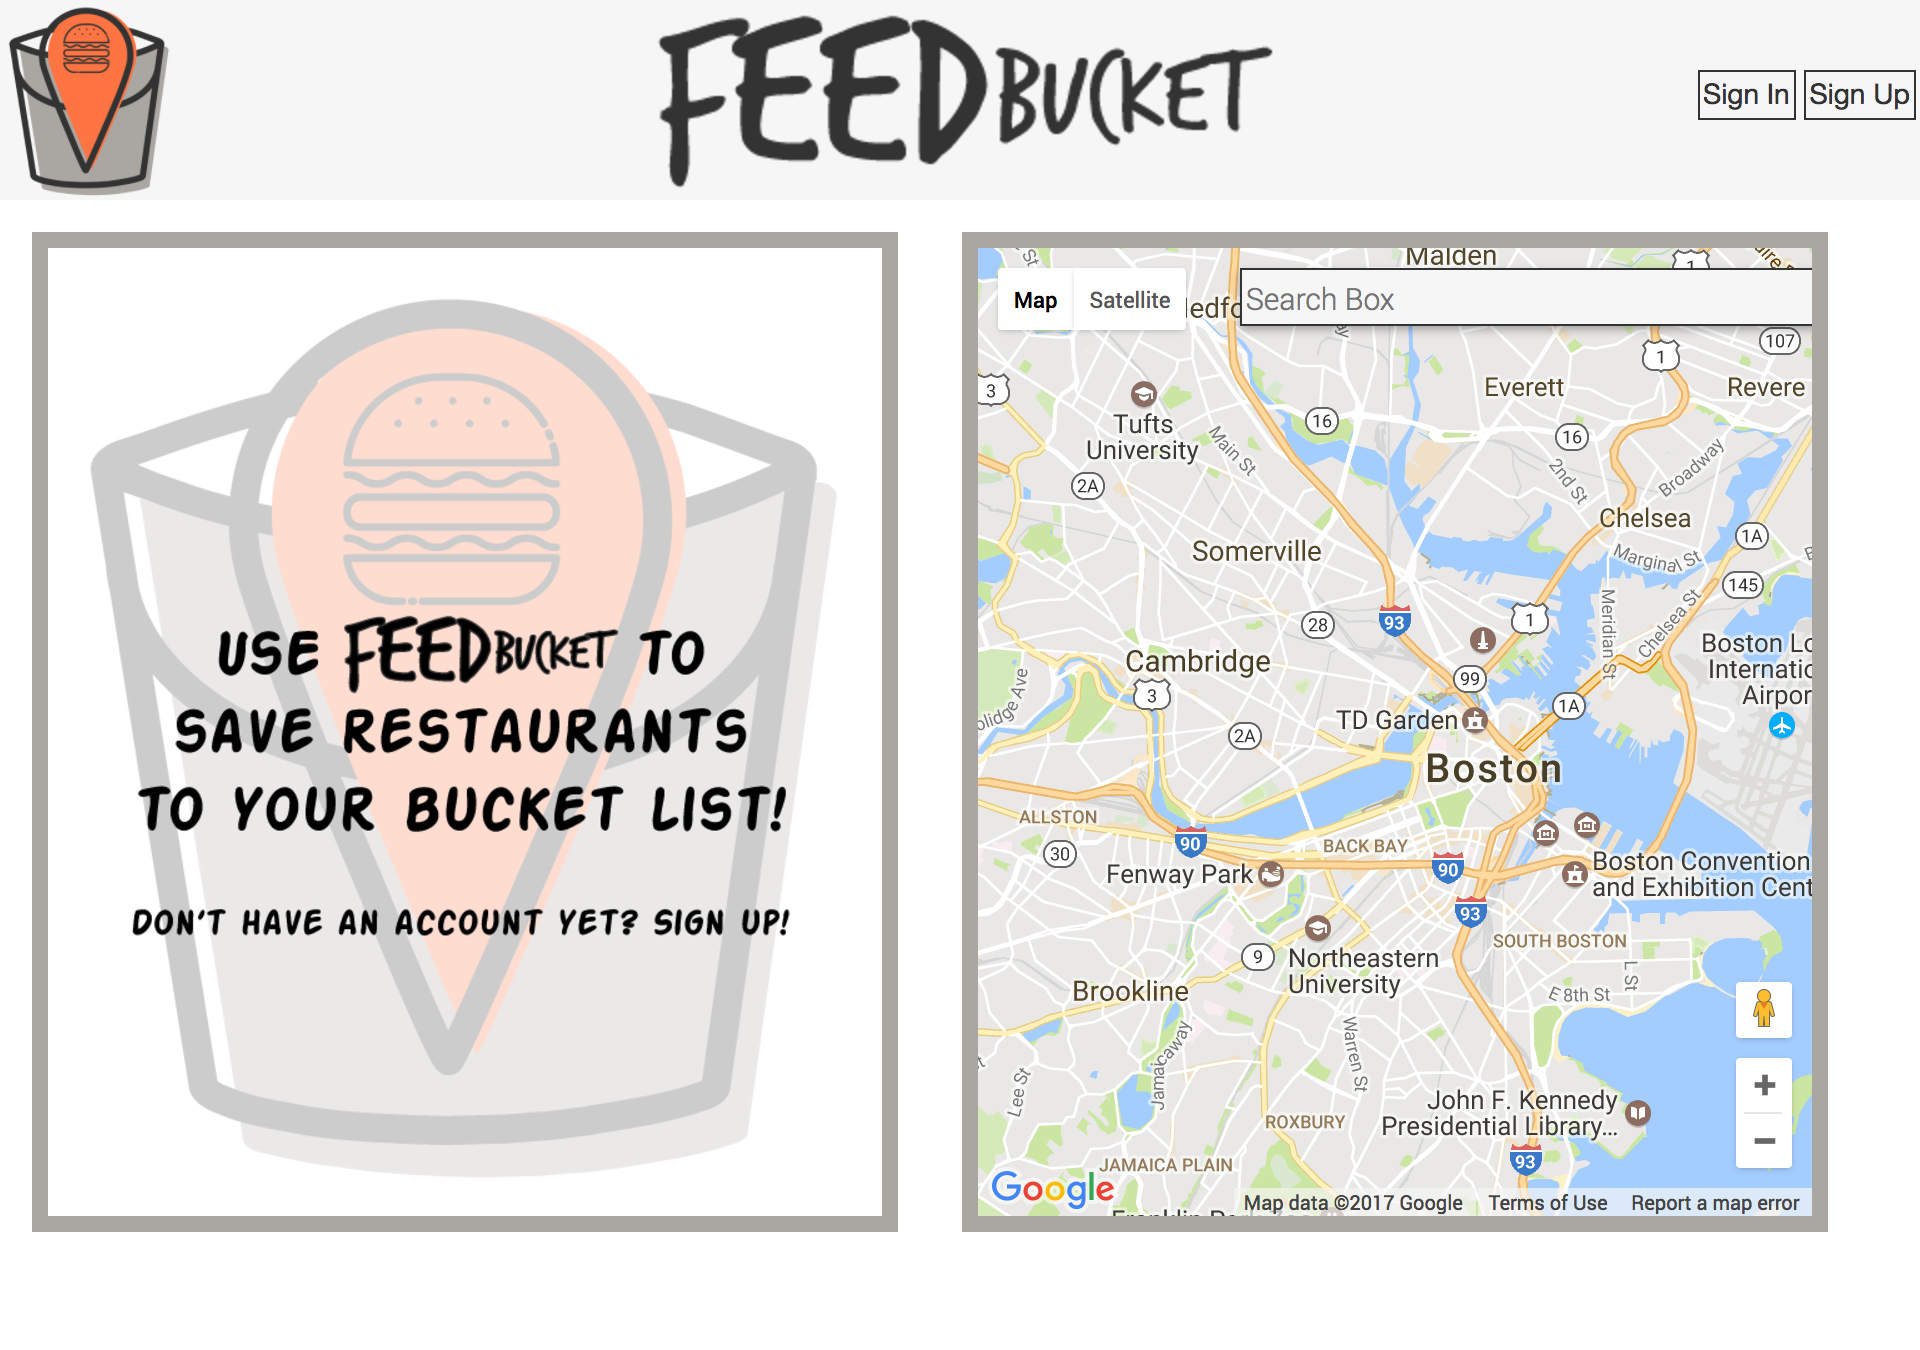 FEEDBUCKET
Sign In
Sign Up
USE FEEDBUCKET TO
SAVE RESTAURANTS
TO YOUR BUCKET LIST!
DON'T HAVE AN ACCOUNT YET? SIGN UP!
Malden
1
Map
Satellite
Search Box
107
1
3
Everett
Revere
Tufts
University
Main St
16
16
2nd St
Broadway
2A
Chelsea
1A
Somerville
Marginal St
145
Meridian St
Chelsea St
28
93
1
Boston Lo
Internatio
Airpor
Cambridge
99
3
1A
TD Garden
2A
Boston
ALLSTON
90
BACK BAY
30
90
Fenway Park
Boston Convention
and Exhibition Cent
93
SOUTH BOSTON
9
Northeastern
University
L St
E 8th St
Brookline
Warren St
Jamaicaway
Lee St
John F. Kennedy
Presidential Library...
ROXBURY
93
JAMAICA PLAIN
Google
Map data ©2017 Google
Terms of Use
Report a map error